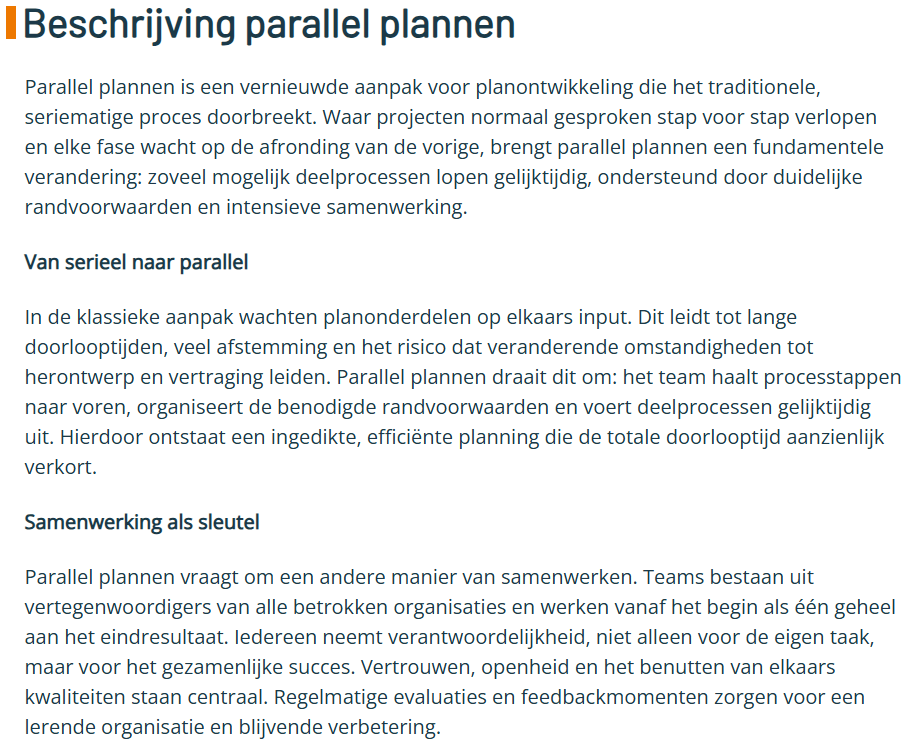 Beschrijving parallel plannen
Parallel plannen is een vernieuwde aanpak voor planontwikkeling die het traditionele,
seriematige proces doorbreekt. Waar projecten normaal gesproken stap voor stap verlopen
en elke fase wacht op de afronding van de vorige, brengt parallel plannen een fundamentele
verandering: zoveel mogelijk deelprocessen lopen gelijktijdig, ondersteund door duidelijke
randvoorwaarden en intensieve samenwerking.
Van serieel naar parallel
In de klassieke aanpak wachten planonderdelen op elkaars input. Dit leidt tot lange
doorlooptijden, veel afstemming en het risico dat veranderende omstandigheden tot
herontwerp en vertraging leiden. Parallel plannen draait dit om: het team haalt processtappen
naar voren, organiseert de benodigde randvoorwaarden en voert deelprocessen gelijktijdig
uit. Hierdoor ontstaat een ingedikte, efficiënte planning die de totale doorlooptijd aanzienlijk
verkort.
Samenwerking als sleutel
Parallel plannen vraagt om een andere manier van samenwerken. Teams bestaan uit
vertegenwoordigers van alle betrokken organisaties en werken vanaf het begin als één geheel
aan het eindresultaat. Iedereen neemt verantwoordelijkheid, niet alleen voor de eigen taak,
maar voor het gezamenlijke succes. Vertrouwen, openheid en het benutten van elkaars
kwaliteiten staan centraal. Regelmatige evaluaties en feedbackmomenten zorgen voor een
lerende organisatie en blijvende verbetering.